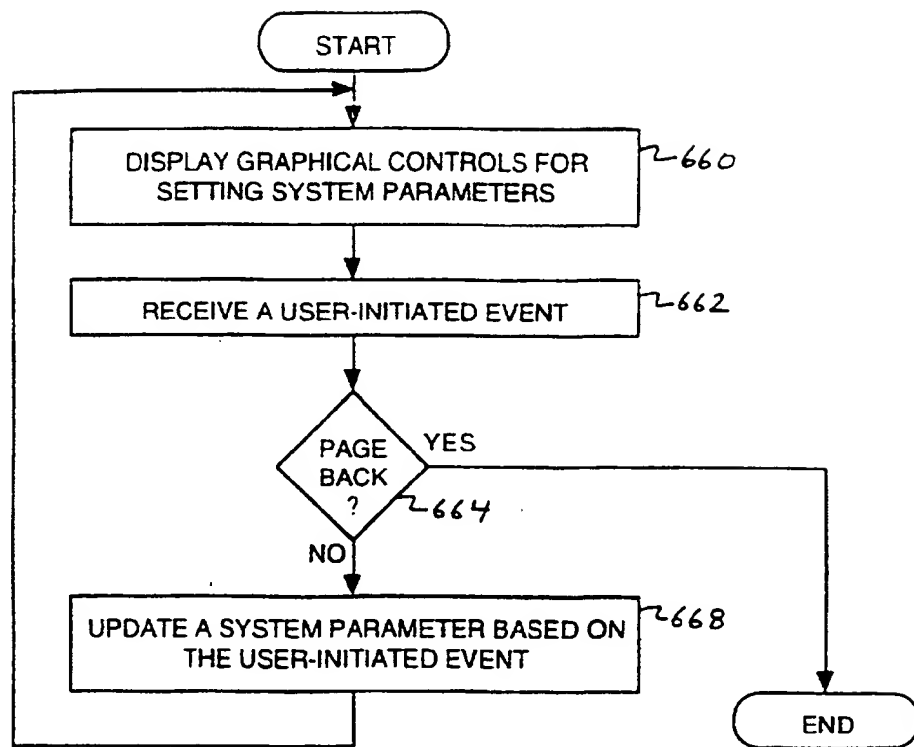 START
DISPLAY GRAPHICAL CONTROLS FOR
SETTING SYSTEM PARAMETERS
660
RECEIVE A USER-INITIATED EVENT
662
PAGE
BACK
?
YES
664
NO
UPDATE A SYSTEM PARAMETER BASED ON
THE USER-INITIATED EVENT
668
END